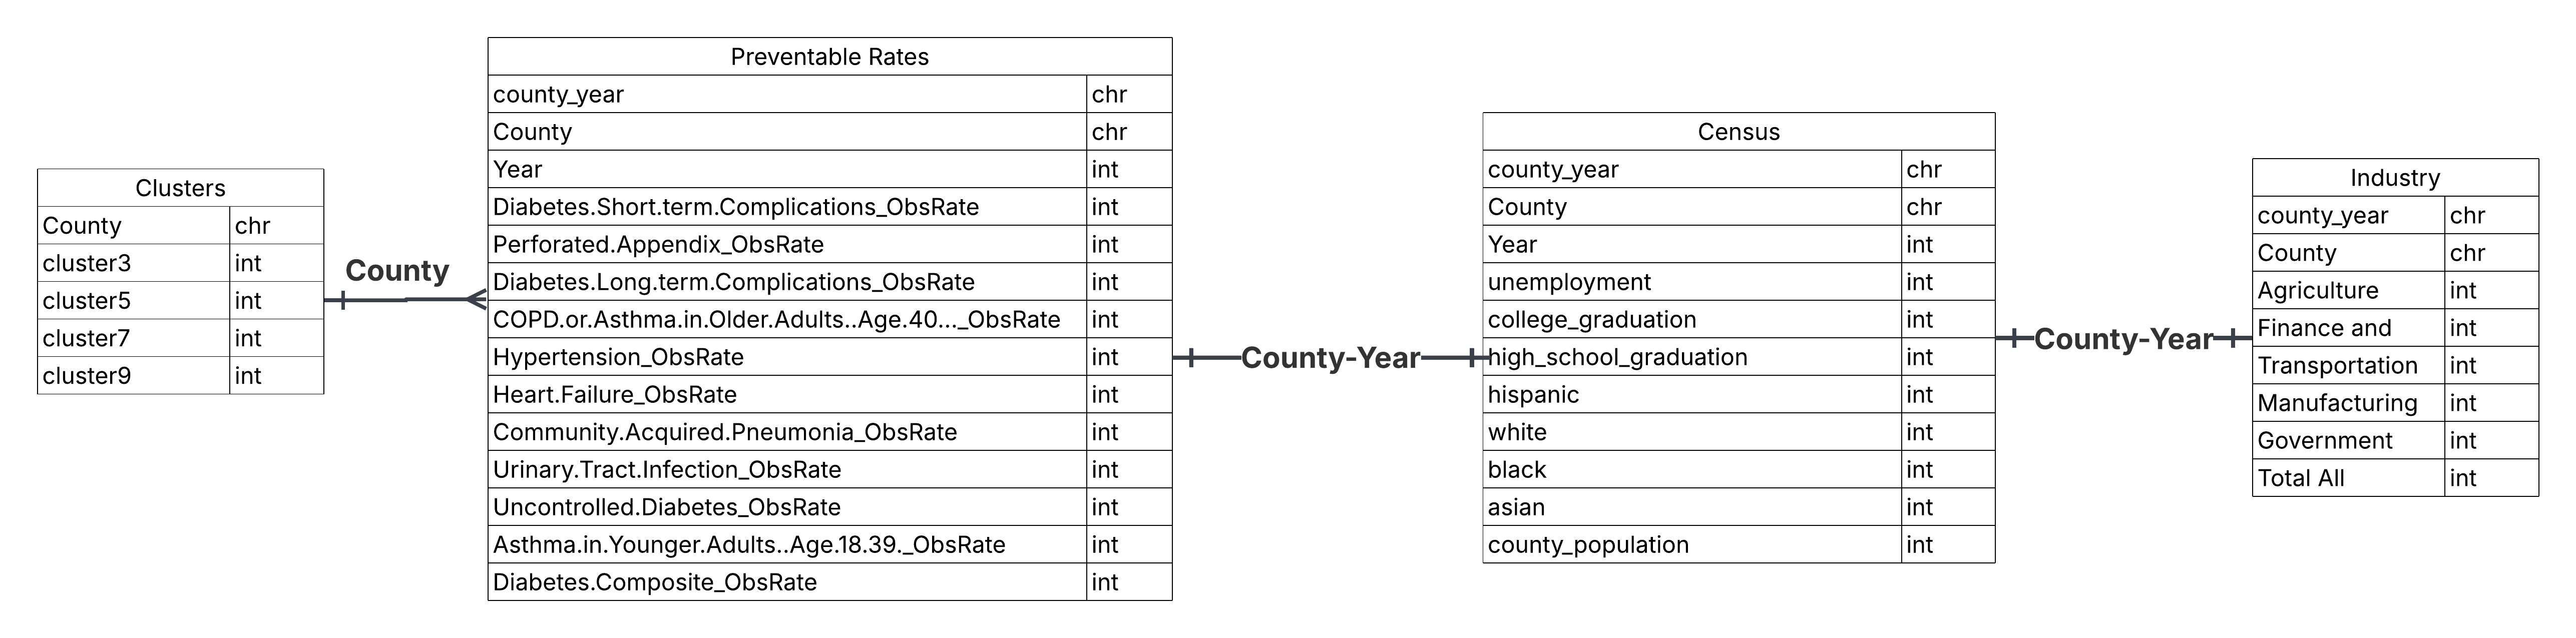 Clusters
County chr
cluster3 int
cluster5 int
cluster7 int
cluster9 int
County
Preventable Rates
county_year chr
County chr
Year int
Diabetes.Short.term.Complications_ObsRate int
Perforated.Appendix_ObsRate int
Diabetes.Long.term.Complications_ObsRate int
COPD.or.Asthma.in.Older.Adults..Age.40..._ObsRate int
Hypertension_ObsRate int
Heart.Failure_ObsRate int
Community.Acquired.Pneumonia_ObsRate int
Urinary.Tract.Infection_ObsRate int
Uncontrolled.Diabetes_ObsRate int
Asthma.in.Younger.Adults..Age.18.39._ObsRate int
Diabetes.Composite_ObsRate int
County-Year
Census
county_year chr
County chr
Year int
unemployment int
college_graduation int
high_school_graduation int
hispanic int
white int
black int
asian int
county_population int
County-Year
Industry
county_year chr
County chr
Agriculture int
Finance and int
Transportation int
Manufacturing int
Government int
Total All int